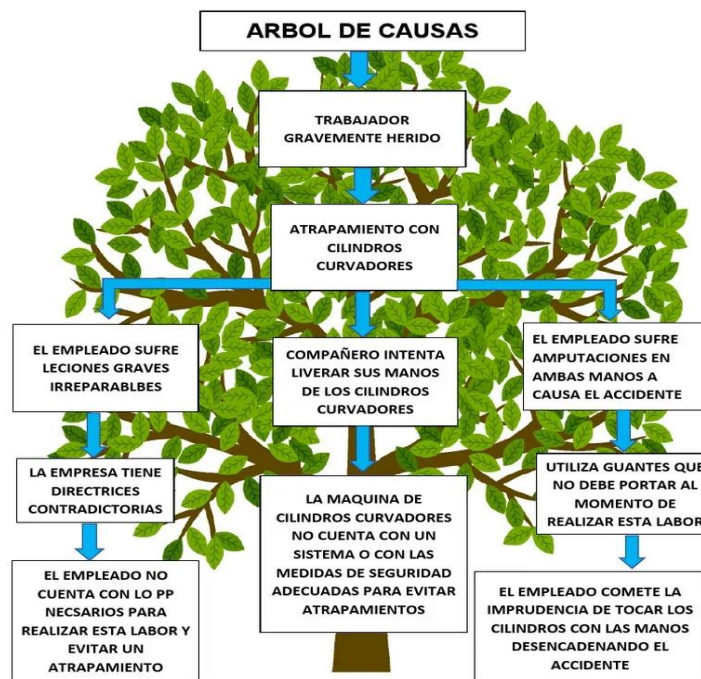 ARBOL DE CAUSAS
TRABAJADOR
GRAVEMENTE HERIDO
ATRAPAMIENTO CON
CILINDROS
CURVADORES
EL EMPLEADO SUFRE
LECIONES GRAVES
IRREPARABLBES
COMPAÑERO INTENTA
LIVERAR SUS MANOS
DE LOS CILINDROS
CURVADORES
EL EMPLEADO SUFRE
AMPUTACIONES EN
AMBAS MANOS A
CAUSA EL ACCIDENTE
LA EMPRESA TIENE
DIRECTRICES
CONTRADICTORIAS
LA MAQUINA DE
CILINDROS CURVADORES
NO CUENTA CON UN
SISTEMA O CON LAS
MEDIDAS DE SEGURIDAD
ADECUADAS PARA EVITAR
ATRAPAMIENTOS
UTILIZA GUANTES QUE
NO DEBE PORTAR AL
MOMENTO DE
REALIZAR ESTA LABOR
EL EMPLEADO NO
CUENTA CON LO PP
NECSARIOS PARA
REALIZAR ESTA LABOR Y
EVITAR UN
ATRAPAMIENTO
EL EMPLEADO COMETE LA
IMPRUDENCIA DE TOCAR LOS
CILINDROS CON LAS MANOS
DESENCADENANDO EL
ACCIDENTE